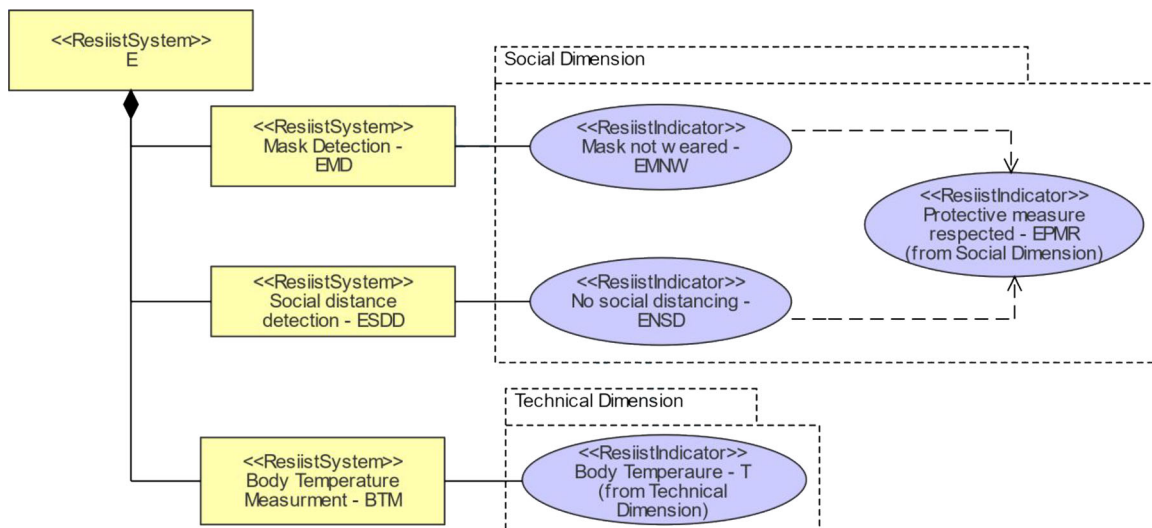 <<ResiistSystem>>
E
Social Dimension
<<ResiistSystem>>
Mask Detection -
EMD
<<ResiistIndicator>>
Mask not weared -
EMNW
<<ResiistIndicator>>
Protective measure
respected - EPMR
(from Social Dimension)
<<ResiistSystem>>
Social distance
detection - ESDD
<<ResiistIndicator>>
No social distancing -
ENSD
Technical Dimension
<<ResiistSystem>>
Body Temperature
Measurment - BTM
<<ResiistIndicator>>
Body Temperaure - T
(from Technical
Dimension)